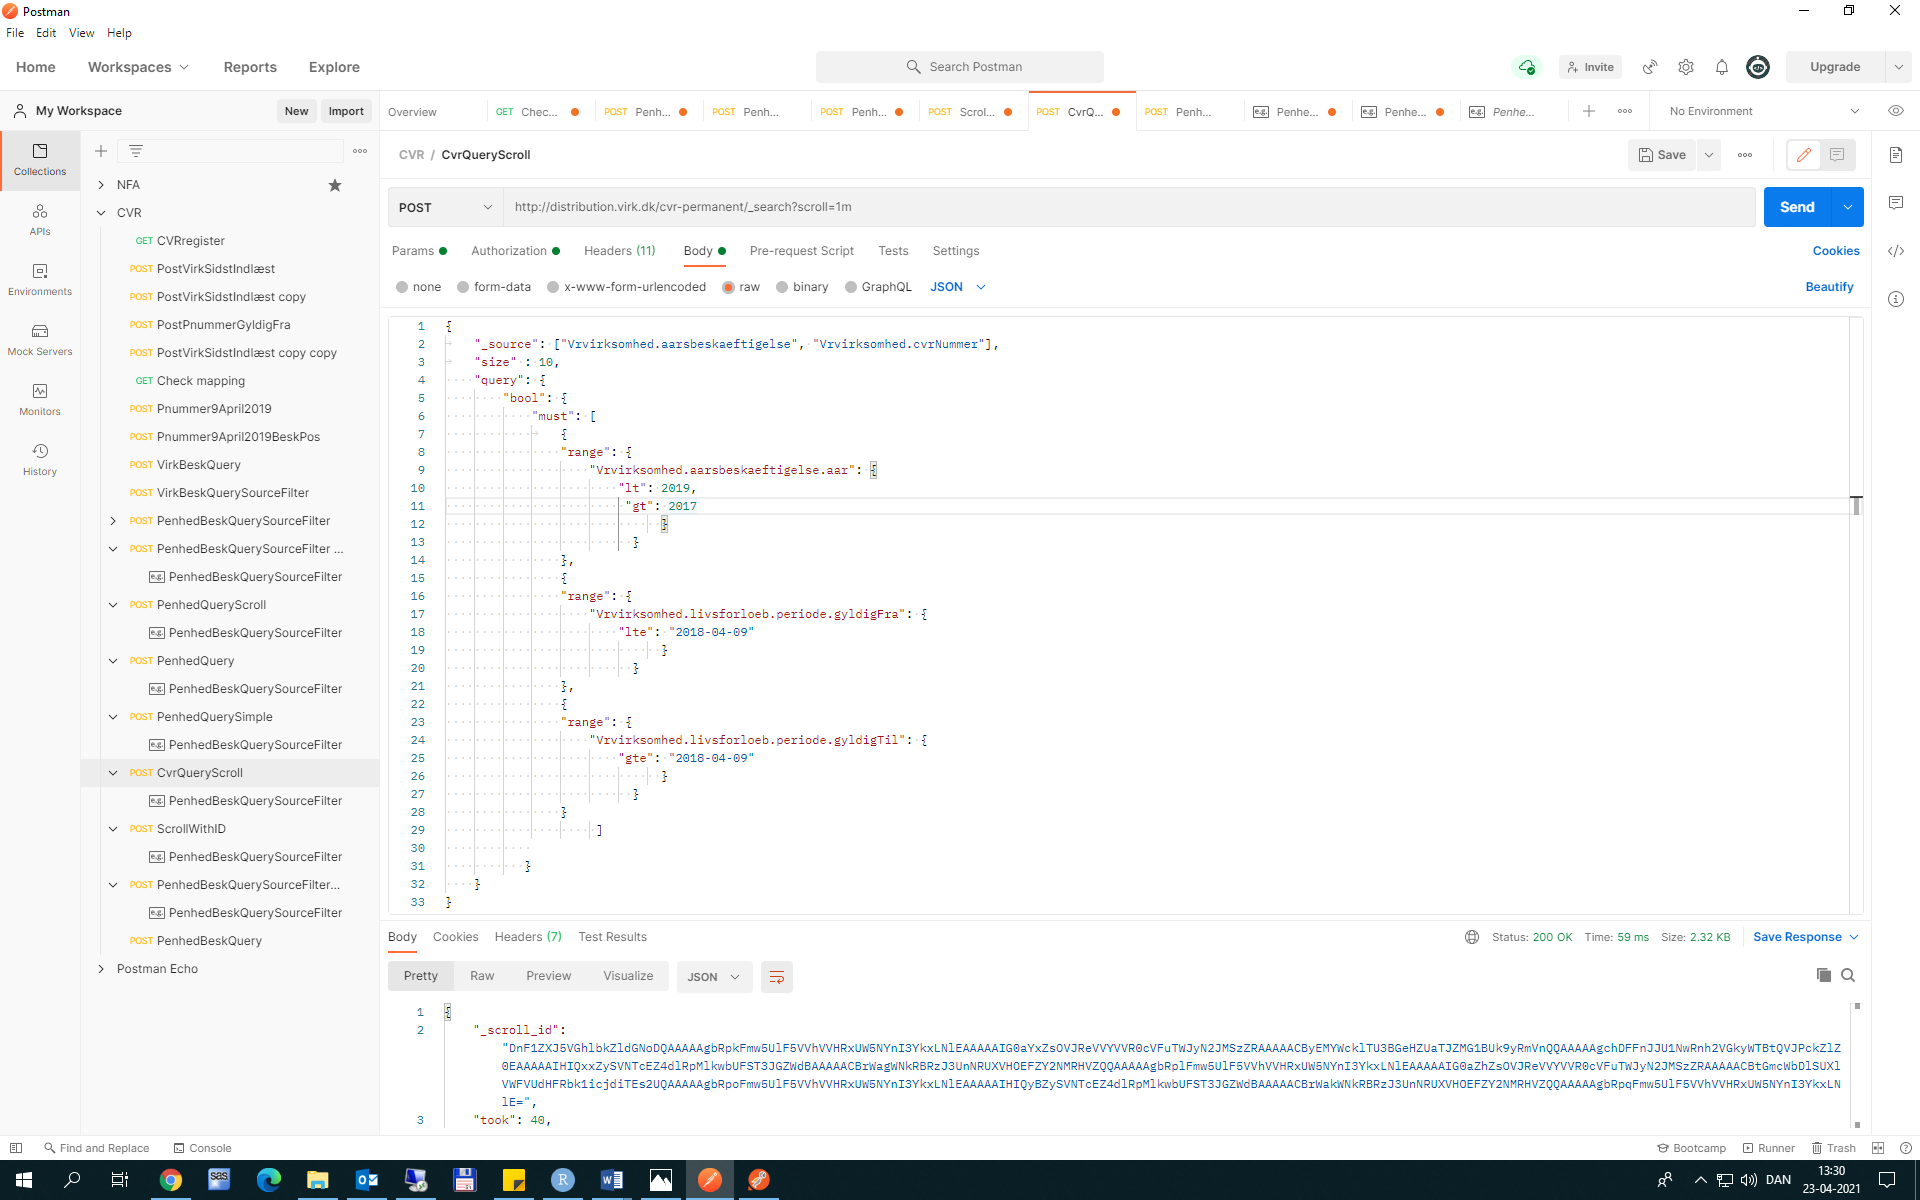 Postman
File Edit View Help
Home Workspaces Reports Explore
Search Postman
Invite
Upgrade
My Workspace
New Import
Overview GET Chec... POST Penh... POST Penh... POST Penh... POST Scrol... POST CvrQ... POST Penh... e.g. Penhe... e.g. Penhe... e.g. Penhe...
No Environment
Collections
APIs
Environments
Mock Servers
Monitors
History
NFA
CVR
GET CVRregister
POST PostVirkSidstIndlæst
POST PostVirkSidstIndlæst copy
POST PostPnummerGyldigFra
POST PostVirkSidstIndlæst copy copy
GET Check mapping
POST Pnummer9April2019
POST Pnummer9April2019BeskPos
POST VirkBeskQuery
POST VirkBeskQuerySourceFilter
POST PenhedBeskQuerySourceFilter
POST PenhedBeskQuerySourceFilter ...
e.g. PenhedBeskQuerySourceFilter
POST PenhedQueryScroll
e.g. PenhedBeskQuerySourceFilter
POST PenhedQuery
e.g. PenhedBeskQuerySourceFilter
POST PenhedQuerySimple
e.g. PenhedBeskQuerySourceFilter
POST CvrQueryScroll
e.g. PenhedBeskQuerySourceFilter
POST ScrollWithID
e.g. PenhedBeskQuerySourceFilter
POST PenhedBeskQuerySourceFilter...
e.g. PenhedBeskQuerySourceFilter
POST PenhedBeskQuery
Postman Echo
CVR / CvrQueryScroll
Save
POST http://distribution.virk.dk/cvr-permanent/_search?scroll=1m
Send
Params Authorization Headers (11) Body Pre-request Script Tests Settings
Cookies
none form-data x-www-form-urlencoded raw binary GraphQL JSON
Beautify
1 {
2 "_source": ["Vrvirksomhed.aarsbeskaeftigelse", "Vrvirksomhed.cvrNummer"],
3 "size" : 10,
4 "query": {
5 "bool": {
6 "must": [
7 {
8 "range": {
9 "Vrvirksomhed.aarsbeskaeftigelse.aar": {
10 "lt": 2019,
11 "gt": 2017
12 }
13 }
14 },
15 {
16 "range": {
17 "Vrvirksomhed.livsforloeb.periode.gyldigFra": {
18 "lte": "2018-04-09"
19 }
20 }
21 },
22 {
23 "range": {
24 "Vrvirksomhed.livsforloeb.periode.gyldigTil": {
25 "gte": "2018-04-09"
26 }
27 }
28 }
29 ]
30
31 }
32 }
33 }
Body Cookies Headers (7) Test Results
Status: 200 OK Time: 59 ms Size: 2.32 KB Save Response
Pretty Raw Preview Visualize JSON
1 {
2 "_scroll_id":
3 "took": 40,
Find and Replace Console
Bootcamp Runner Trash
DAN
13:30
23-04-2021